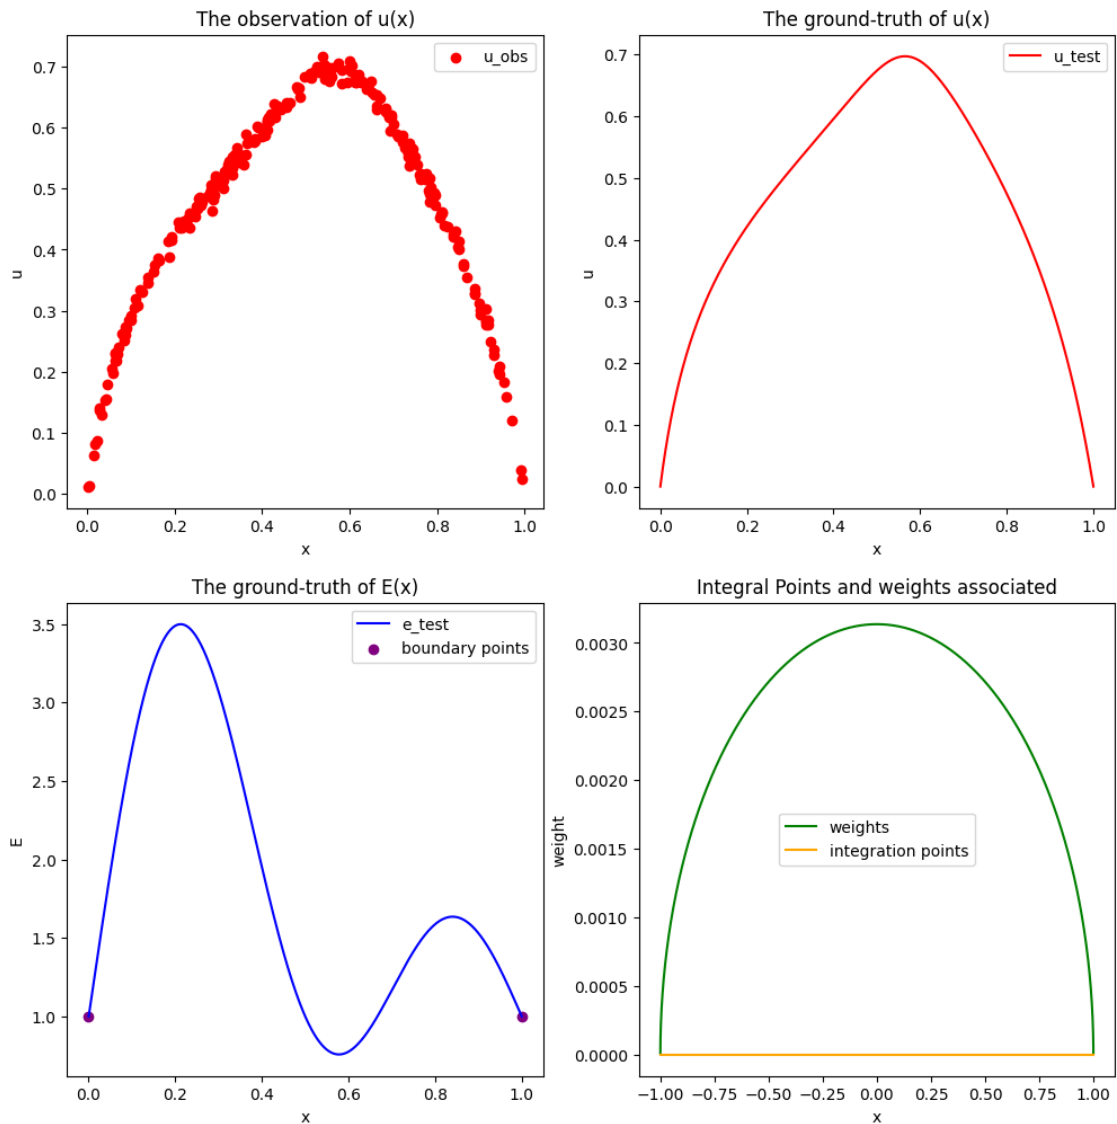 The observation of u(x)
u_obs
0.7
0.6
0.5
0.4
0.3
0.2
0.1
0.0
u
0.0 0.2 0.4 0.6 0.8 1.0
x
The ground-truth of u(x)
u_test
0.7
0.6
0.5
0.4
0.3
0.2
0.1
0.0
u
0.0 0.2 0.4 0.6 0.8 1.0
x
The ground-truth of E(x)
e_test
boundary points
3.5
3.0
2.5
2.0
1.5
1.0
E
0.0 0.2 0.4 0.6 0.8 1.0
x
Integral Points and weights associated
0.0030
0.0025
0.0020
0.0015
0.0010
0.0005
0.0000
weight
weights
integration points
−1.00 −0.75 −0.50 −0.25 0.00 0.25 0.50 0.75 1.00
x